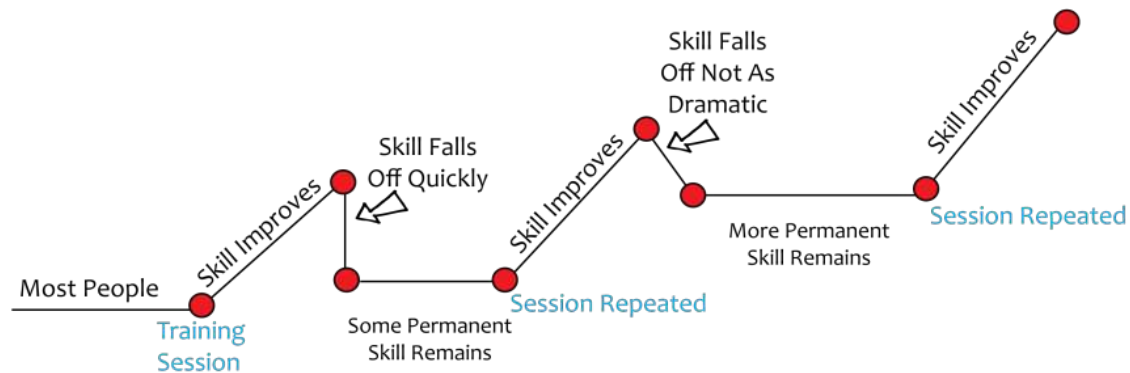 Most People
Training
Session
Skill Improves
Skill Falls
Off Quickly
Some Permanent
Skill Remains
Session Repeated
Skill Improves
Skill Falls
Off Not As
Dramatic
More Permanent
Skill Remains
Session Repeated
Skill Improves